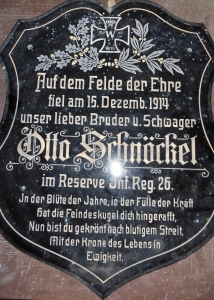 W
Auf dem Felde der Ehre
fiel am 15. Dezemb. 1914
unser lieber Bruder u. Schwager
Otto Schnöckel
im Reserve Inf. Reg. 26.
In der Blüte der Jahre, in der Fülle der Kraft
Hat die Feindeskugel dich hingerafft,
Nun bist du gekrönt nach blutigem Streit,
Mit der Krone des Lebens in
Ewigkeit.